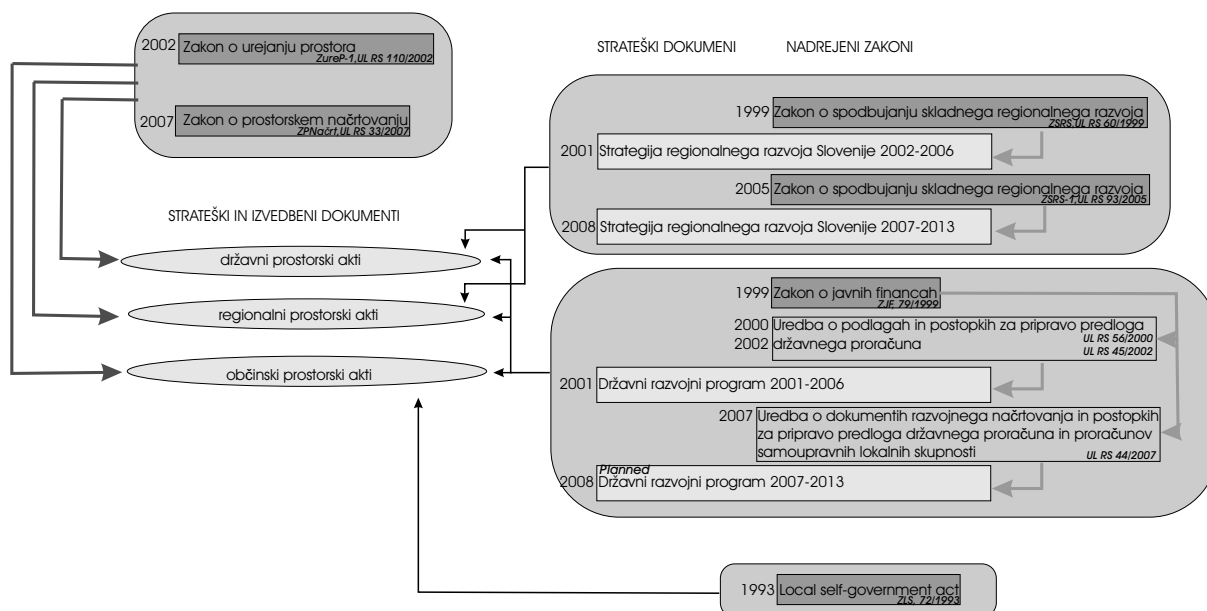 2002 Zakon o urejanju prostora
ZureP-1,UL RS 110/2002
2007 Zakon o prostorskem načrtovanju
ZPNačrt,UL RS 33/2007
STRATEŠKI IN IZVEDBENI DOKUMENTI
državni prostorski akti
regionalni prostorski akti
občinski prostorski akti
STRATEŠKI DOKUMENI NADREJENI ZAKONI
1999 Zakon o spodbujanju skladnega regionalnega razvoja
ZSRS,UL RS 60/1999
2001 Strategija regionalnega razvoja Slovenije 2002-2006
2005 Zakon o spodbujanju skladnega regionalnega razvoja
ZSRS-1,UL RS 93/2005
2008 Strategija regionalnega razvoja Slovenije 2007-2013
1999 Zakon o javnih financah
ZJF, 79/1999
2000 Uredba o podlagah in postopkih za pripravo predloga
2002 državnega proračuna
UL RS 56/2000
UL RS 45/2002
2001 Državni razvojni program 2001-2006
2007 Uredba o dokumentih razvojnega načrtovanja in postopkih
za pripravo predloga državnega proračuna in proračunov
samoupravnih lokalnih skupnosti
UL RS 44/2007
Planned
2008 Državni razvojni program 2007-2013
1993 Local self-government act
ZLS, 72/1993